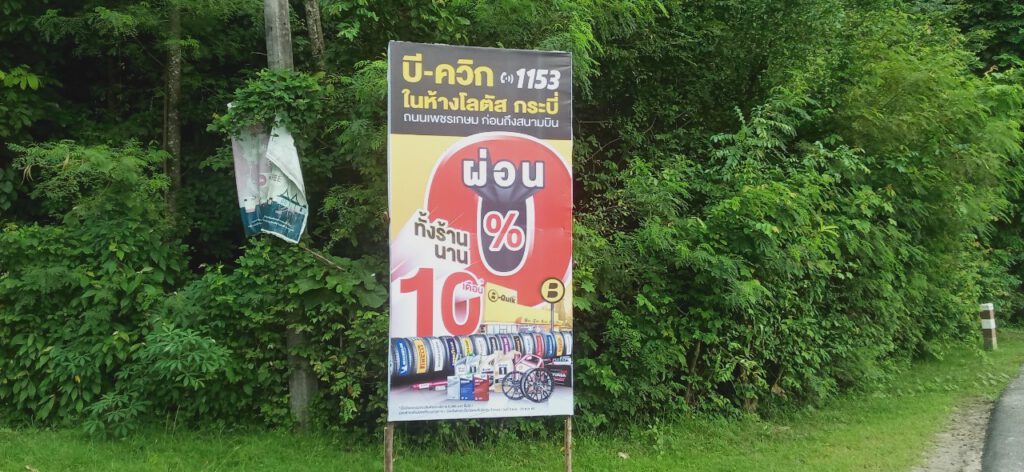 บี-ควิก 1153
ในห้างโลตัส กระบี่
ถนนเพชรเกษม ก่อนถึงสนามบิน
ผ่อน
0%
ทั้งร้าน
นาน
10 เดือน
B-Quik